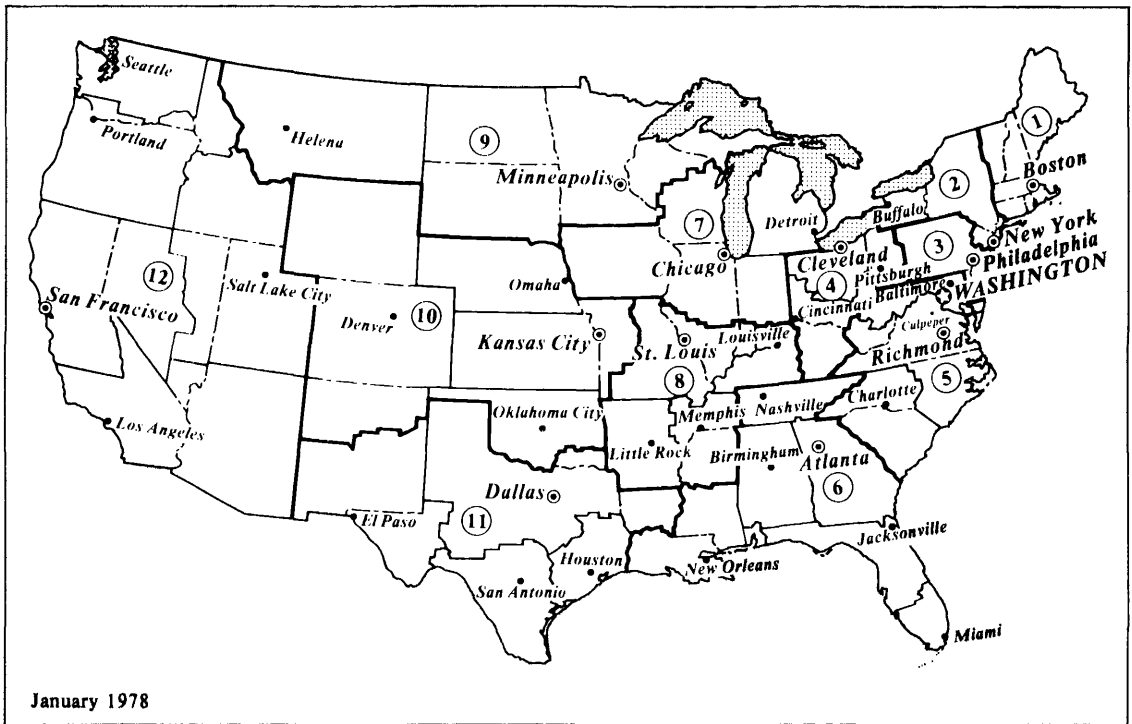 Seattle
Portland
Helena
9
Minneapolis
1
Boston
2
Buffalo
Detroit
7
Chicago
New York
3
Philadelphia
Cleveland
4
Pittsburgh
Cincinnati
Baltimore
WASHINGTON
12
San Francisco
Salt Lake City
Omaha
Denver
10
Kansas City
St. Louis
Louisville
8
Culpeper
Richmond
5
Los Angeles
Oklahoma City
Memphis
Nashville
Charlotte
Little Rock
Birmingham
Atlanta
6
Dallas
11
El Paso
Houston
San Antonio
New Orleans
Jacksonville
Miami
January 1978